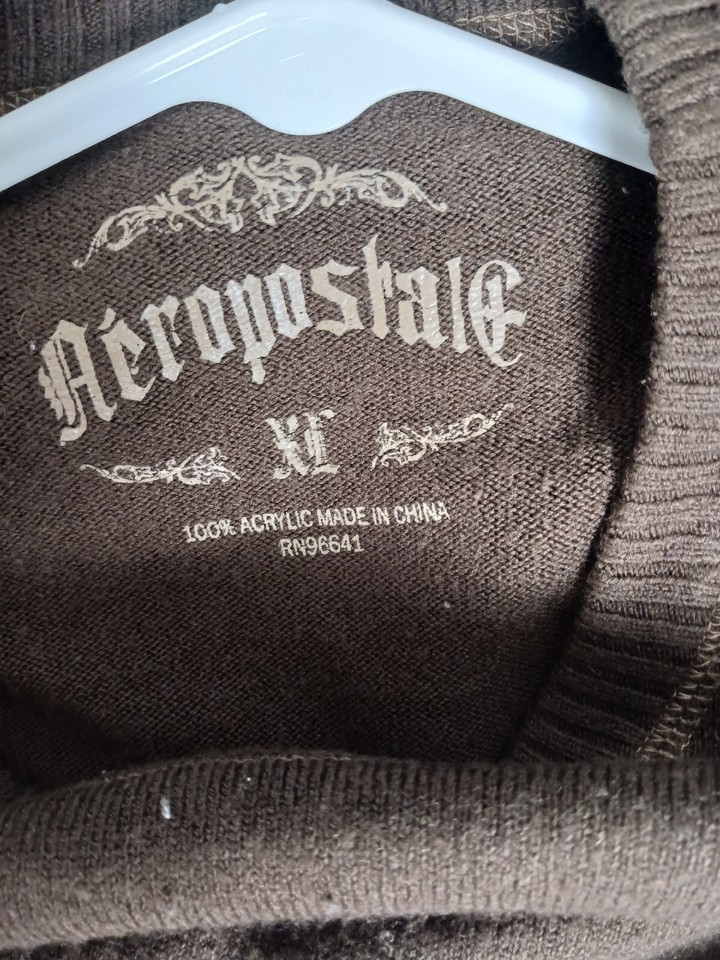 Aéropostale
XL
100% ACRYLIC MADE IN CHINA
RN96641